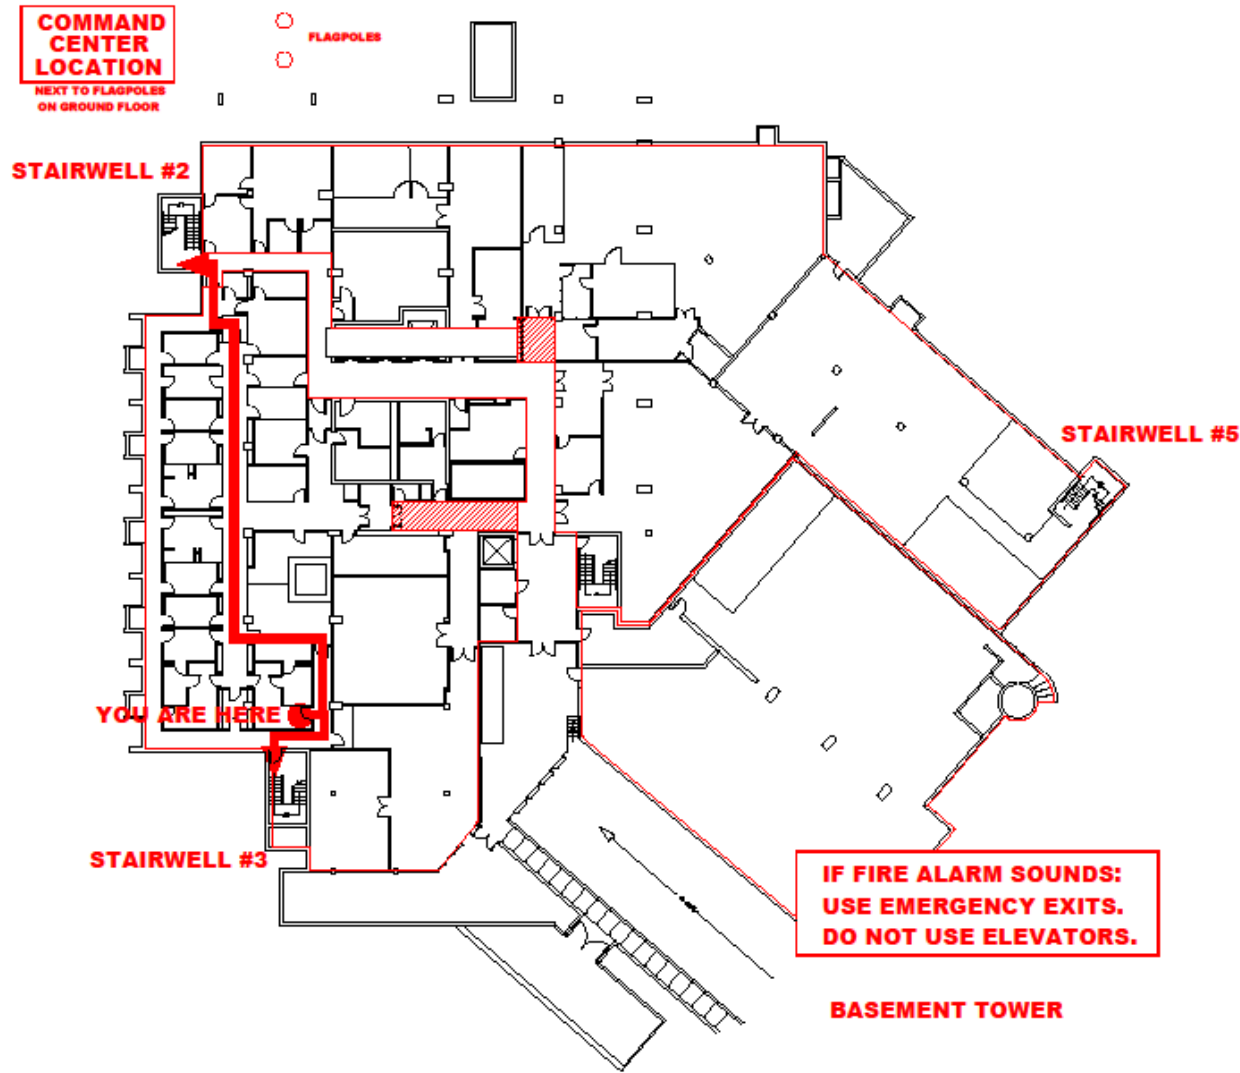 COMMAND
CENTER
LOCATION
NEXT TO FLAGPOLES
ON GROUND FLOOR
FLAGPOLES
STAIRWELL #2
STAIRWELL #5
YOU ARE HERE
STAIRWELL #3
IF FIRE ALARM SOUNDS:
USE EMERGENCY EXITS.
DO NOT USE ELEVATORS.
BASEMENT TOWER